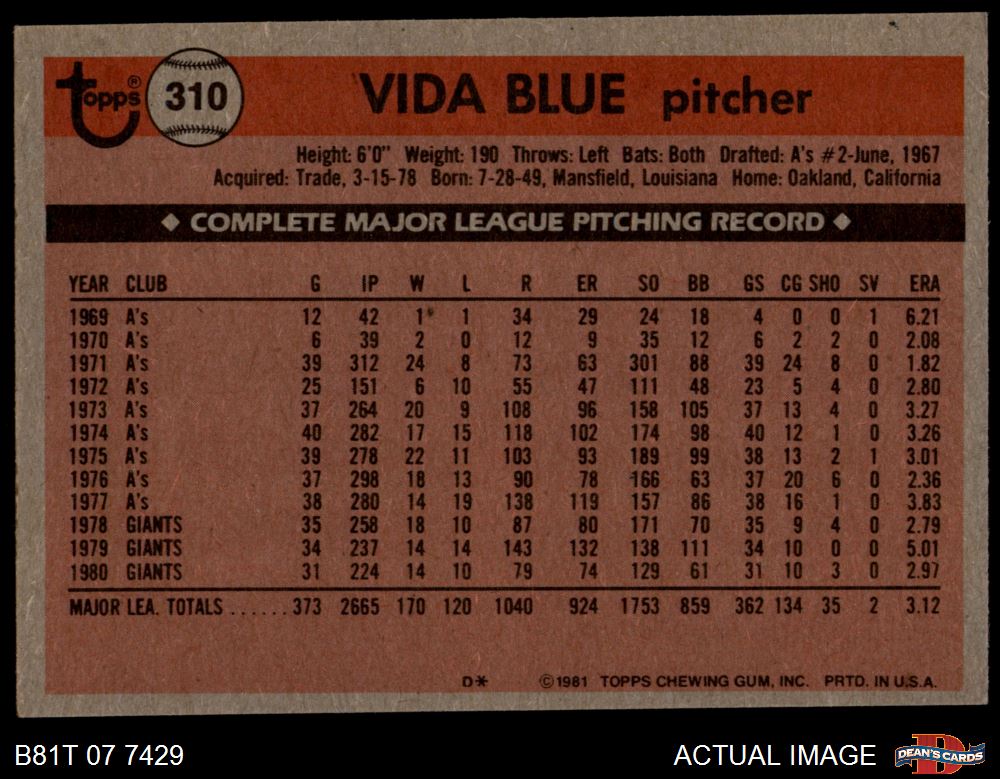 Topps® 310 VIDA BLUE pitcher
Height: 6'0" Weight: 190 Throws: Left Bats: Both Drafted: A's #2-June, 1967
Acquired: Trade, 3-15-78 Born: 7-28-49, Mansfield, Louisiana Home: Oakland, California
◆ COMPLETE MAJOR LEAGUE PITCHING RECORD ◆
YEAR CLUB G IP W L R ER SO BB GS CG SHO SV ERA
1969 A's 12 42 1 1 34 29 24 18 4 0 0 1 6.21
1970 A's 6 39 2 0 12 9 35 12 6 2 2 0 2.08
1971 A's 39 312 24 8 73 63 301 88 39 24 8 0 1.82
1972 A's 25 151 6 10 55 47 111 48 23 5 4 0 2.80
1973 A's 37 264 20 9 108 96 158 105 37 13 4 0 3.27
1974 A's 40 282 17 15 118 102 174 98 40 12 1 0 3.26
1975 A's 39 278 22 11 103 93 189 99 38 13 2 1 3.01
1976 A's 37 298 18 13 90 78 166 63 37 20 6 0 2.36
1977 A's 38 280 14 19 138 119 157 86 38 16 1 0 3.83
1978 GIANTS 35 258 18 10 87 80 171 70 35 9 4 0 2.79
1979 GIANTS 34 237 14 14 143 132 138 111 34 10 0 0 5.01
1980 GIANTS 31 224 14 10 79 74 129 61 31 10 3 0 2.97
MAJOR LEA. TOTALS ...... 373 2665 170 120 1040 924 1753 859 362 134 35 2 3.12
D* ©1981 TOPPS CHEWING GUM, INC. PRTD. IN U.S.A.
B81T 07 7429 ACTUAL IMAGE DEAN'S CARDS